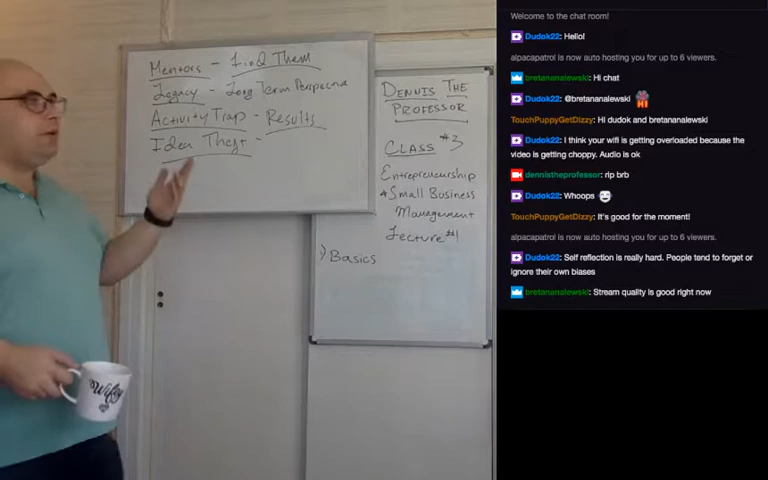 Mentors - Find Them
Legacy - Long Term Perspective
Activity Trap - Results
Idea Theft -
DENNIS THE
PROFESSOR
CLASS #3
Entrepreneurship
+ Small Business
Management
Lecture #1
1) Basics
Wifey
Welcome to the chat room!
Dudok22: Hello!
alpacapatrol is now auto hosting you for up to 6 viewers.
bretananalewski: Hi chat
Dudok22: @bretananalewski HI
TouchPuppyGetDizzy: Hi dudok and bretananalewski
Dudok22: I think your wifi is getting overloaded because the
video is getting choppy. Audio is ok
dennistheprofessor: rip brb
Dudok22: Whoops
TouchPuppyGetDizzy: It's good for the moment!
alpacapatrol is now auto hosting you for up to 6 viewers.
Dudok22: Self reflection is really hard. People tend to forget or
ignore their own biases
bretananalewski: Stream quality is good right now